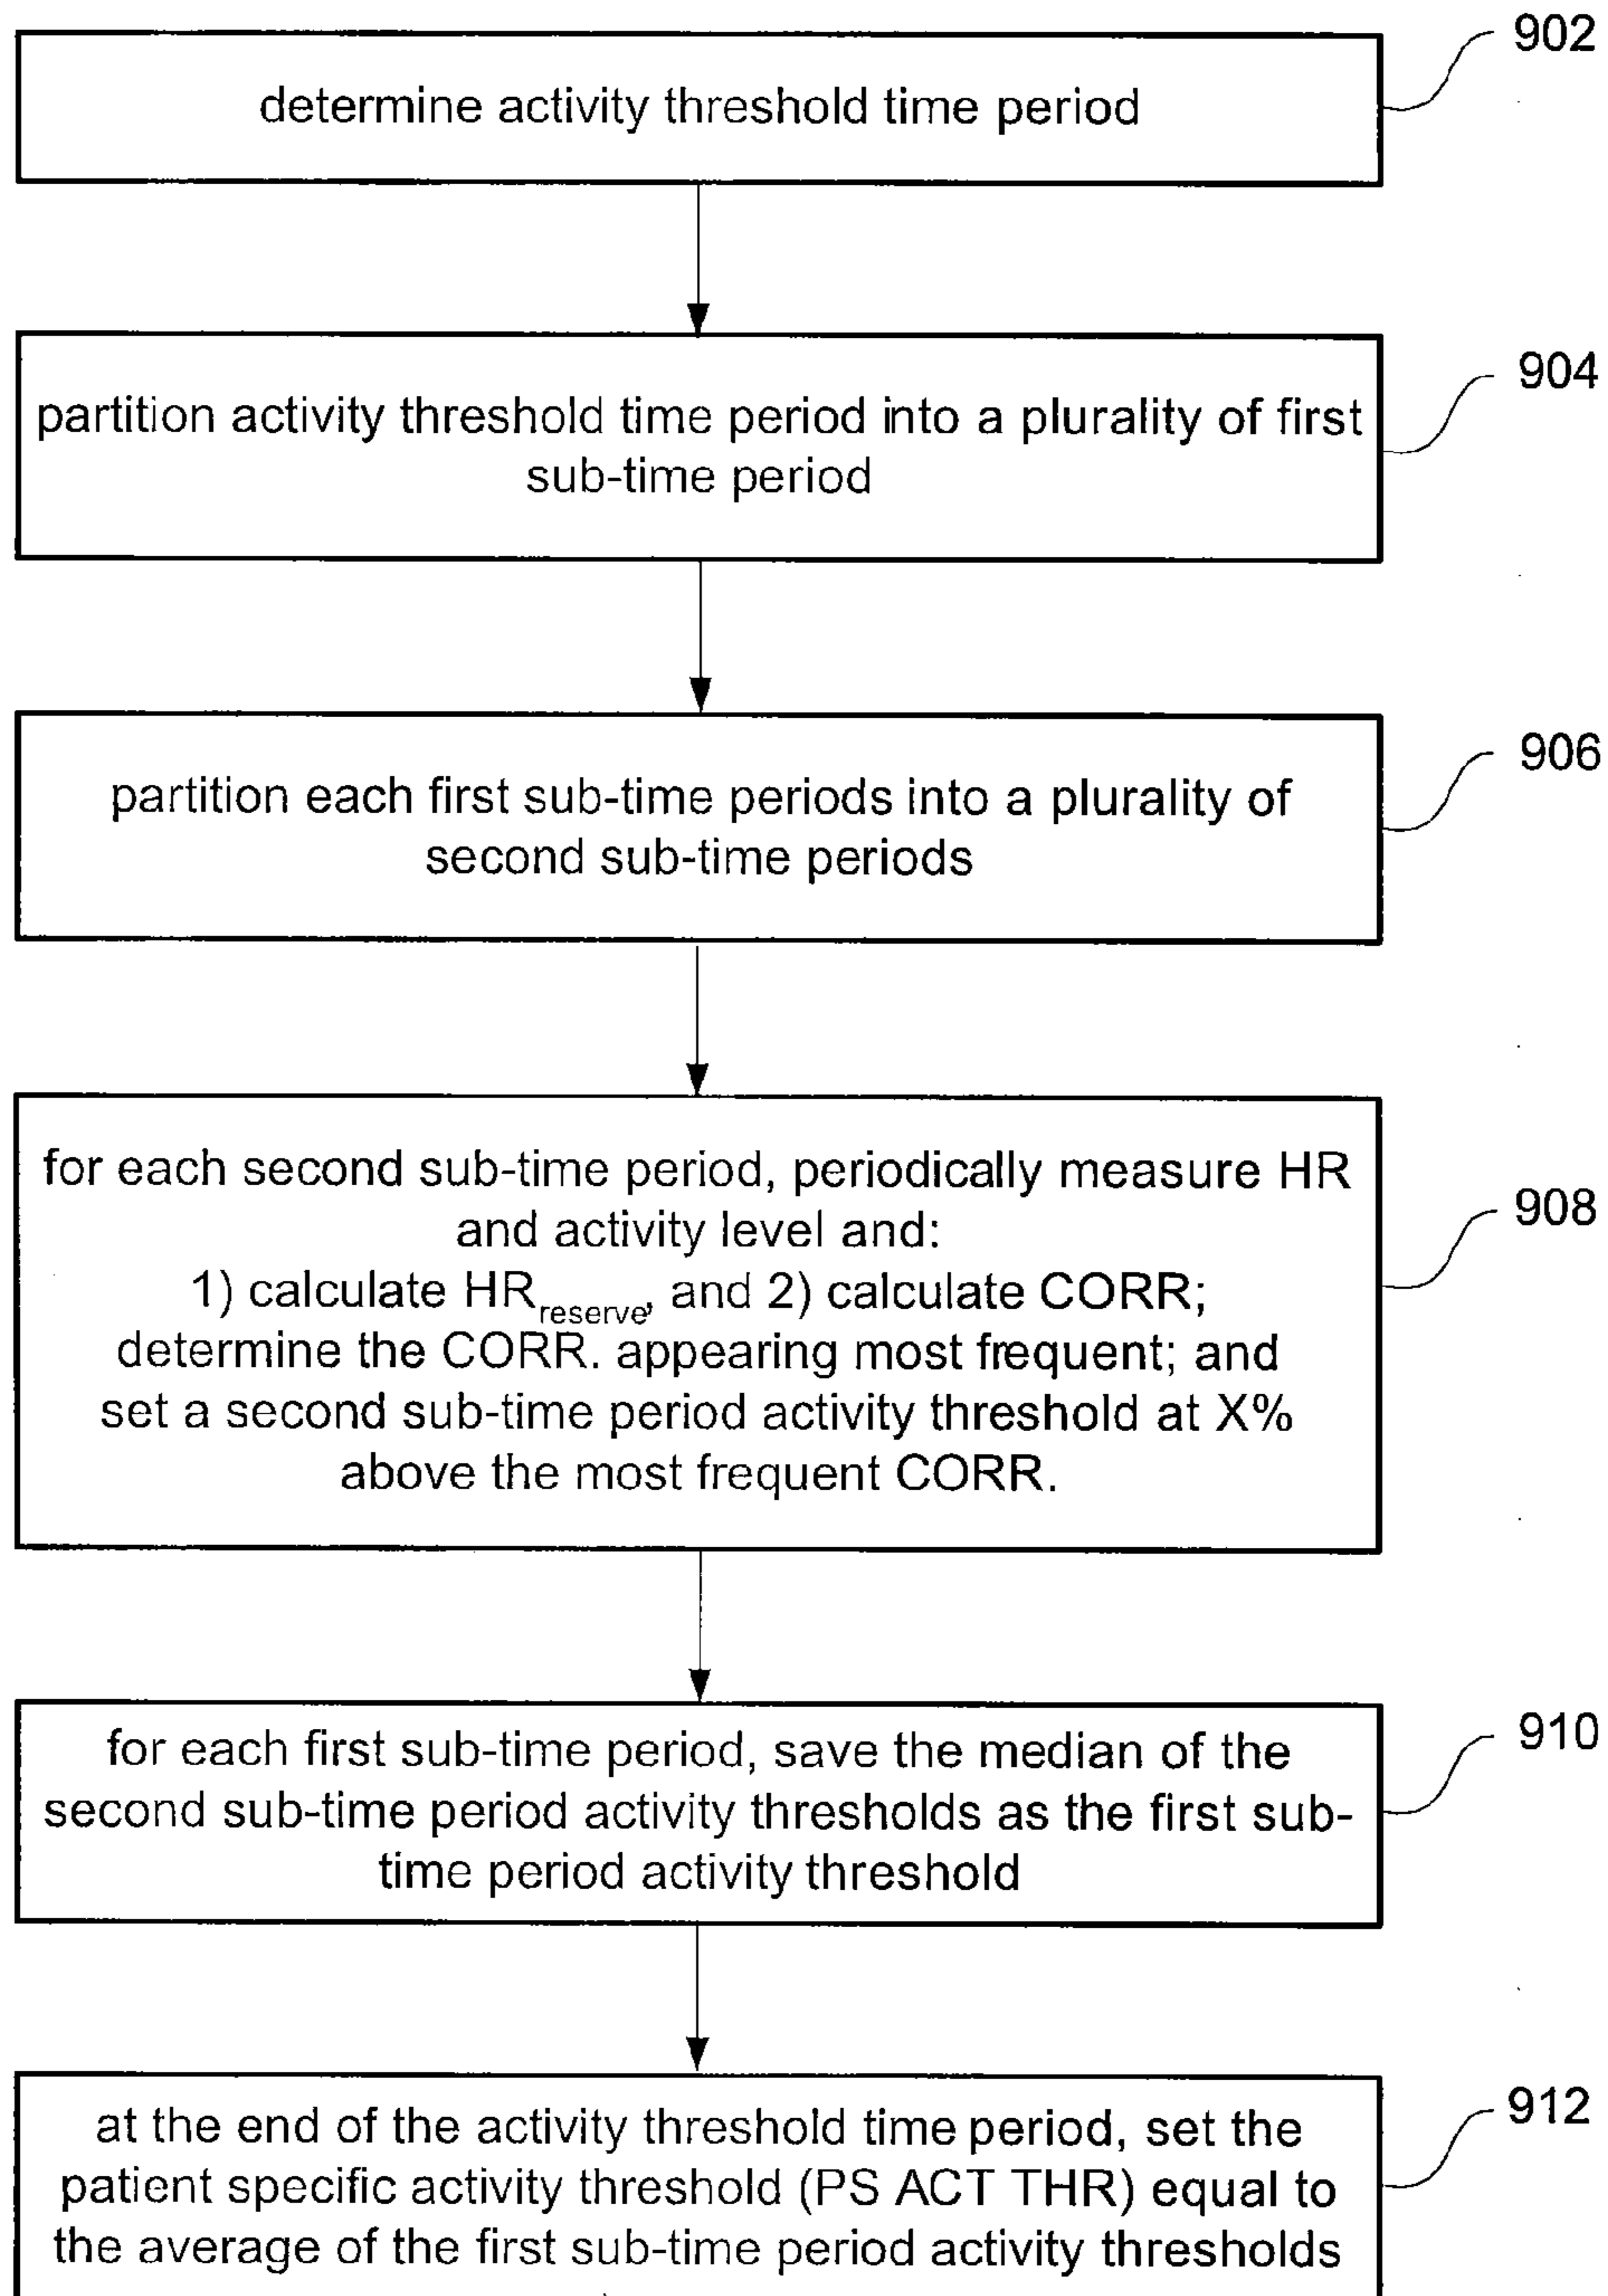 902
determine activity threshold time period
904
partition activity threshold time period into a plurality of first
sub-time period
906
partition each first sub-time periods into a plurality of
second sub-time periods
908
for each second sub-time period, periodically measure HR
and activity level and:
1) calculate HRreserve, and 2) calculate CORR;
determine the CORR. appearing most frequent; and
set a second sub-time period activity threshold at X%
above the most frequent CORR.
910
for each first sub-time period, save the median of the
second sub-time period activity thresholds as the first sub-
time period activity threshold
912
at the end of the activity threshold time period, set the
patient specific activity threshold (PS ACT THR) equal to
the average of the first sub-time period activity thresholds